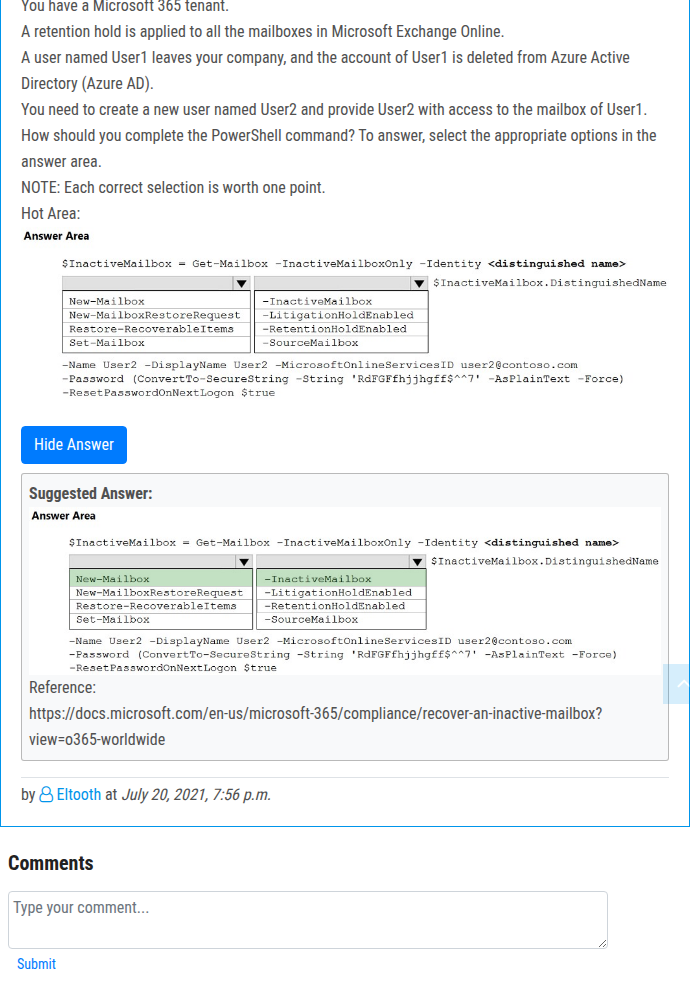 You have a Microsoft 365 tenant.
A retention hold is applied to all the mailboxes in Microsoft Exchange Online.
A user named User1 leaves your company, and the account of User1 is deleted from Azure Active
Directory (Azure AD).
You need to create a new user named User2 and provide User2 with access to the mailbox of User1.
How should you complete the PowerShell command? To answer, select the appropriate options in the
answer area.
NOTE: Each correct selection is worth one point.
Hot Area:
Answer Area
$InactiveMailbox = Get-Mailbox -InactiveMailboxOnly -Identity <distinguished name>
$InactiveMailbox.DistinguishedName
New-Mailbox -InactiveMailbox
New-MailboxRestoreRequest -LitigationHoldEnabled
Restore-RecoverableItems -RetentionHoldEnabled
Set-Mailbox -SourceMailbox
-Name User2 -DisplayName User2 -MicrosoftOnlineServicesID user2@contoso.com
-Password (ConvertTo-SecureString -String 'RdFGFfhjjhgff$^^7' -AsPlainText -Force)
-ResetPasswordOnNextLogon $true
Hide Answer
Suggested Answer:
Answer Area
$InactiveMailbox = Get-Mailbox -InactiveMailboxOnly -Identity <distinguished name>
$InactiveMailbox.DistinguishedName
New-Mailbox -InactiveMailbox
New-MailboxRestoreRequest -LitigationHoldEnabled
Restore-RecoverableItems -RetentionHoldEnabled
Set-Mailbox -SourceMailbox
-Name User2 -DisplayName User2 -MicrosoftOnlineServicesID user2@contoso.com
-Password (ConvertTo-SecureString -String 'RdFGFfhjjhgff$^^7' -AsPlainText -Force)
-ResetPasswordOnNextLogon $true
Reference:
https://docs.microsoft.com/en-us/microsoft-365/compliance/recover-an-inactive-mailbox?
view=o365-worldwide
by Eltooth at July 20, 2021, 7:56 p.m.
Comments
Type your comment...
Submit